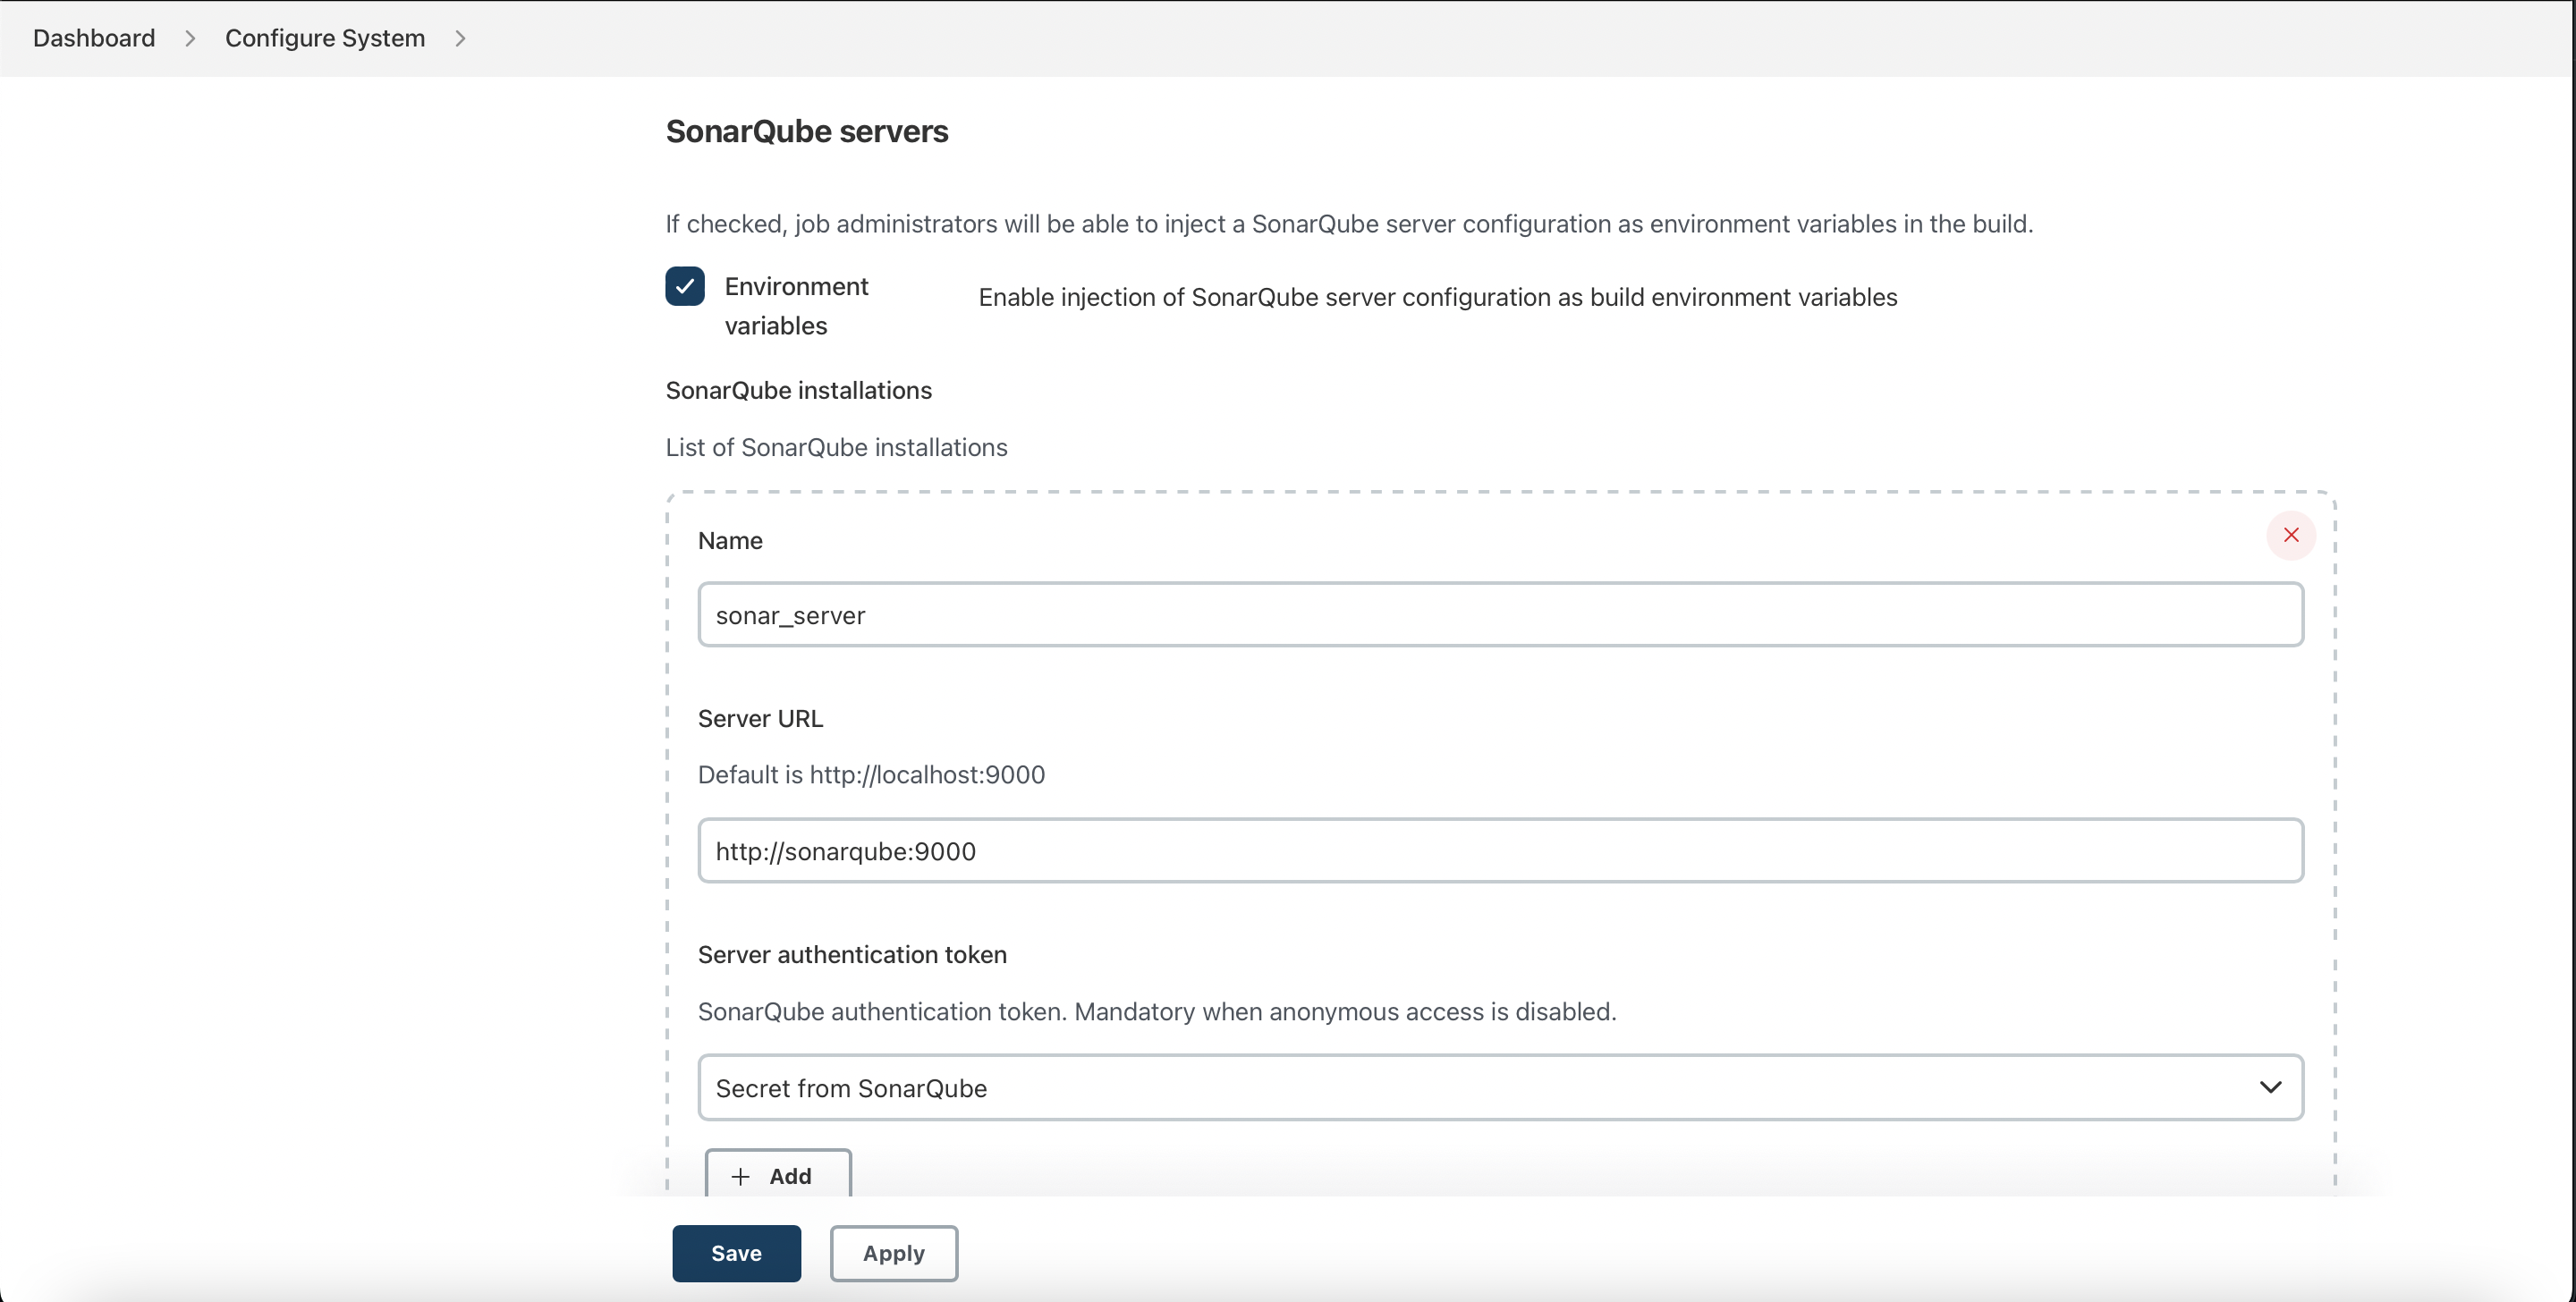 Dashboard > Configure System >
SonarQube servers
If checked, job administrators will be able to inject a SonarQube server configuration as environment variables in the build.
Environment variables
Enable injection of SonarQube server configuration as build environment variables
SonarQube installations
List of SonarQube installations
Name
sonar_server
Server URL
Default is http://localhost:9000
http://sonarqube:9000
Server authentication token
SonarQube authentication token. Mandatory when anonymous access is disabled.
Secret from SonarQube
+ Add
Save Apply